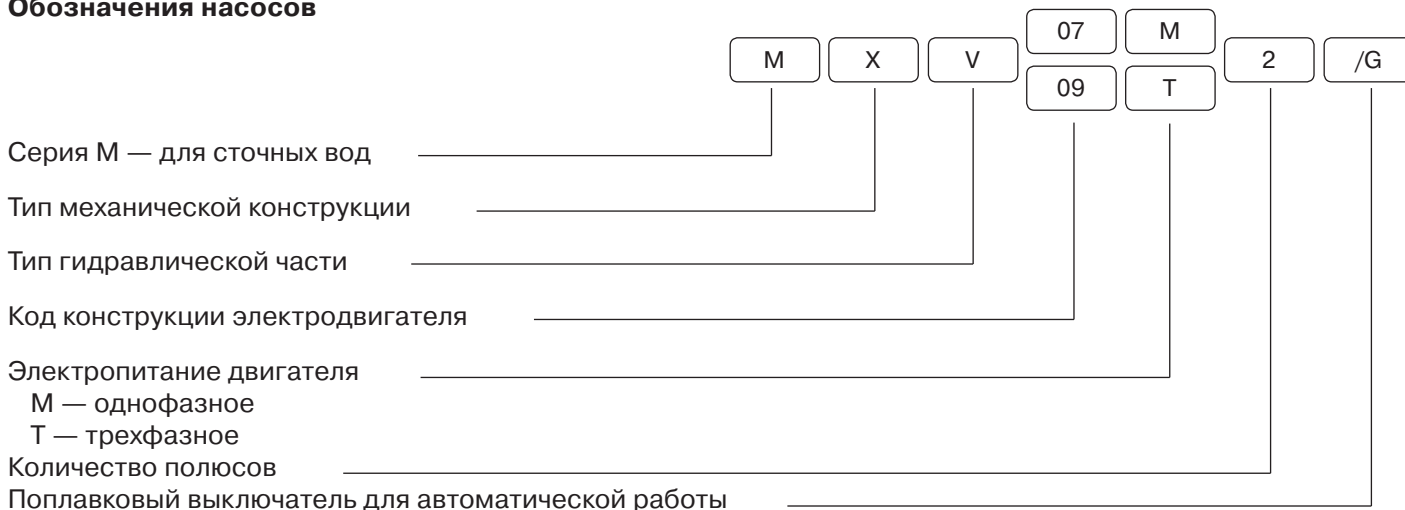 Обозначения насосов
07 M
M X V 2 /G
09 T
Серия М — для сточных вод
Тип механической конструкции
Тип гидравлической части
Код конструкции электродвигателя
Электропитание двигателя
М — однофазное
Т — трехфазное
Количество полюсов
Поплавковый выключатель для автоматической работы